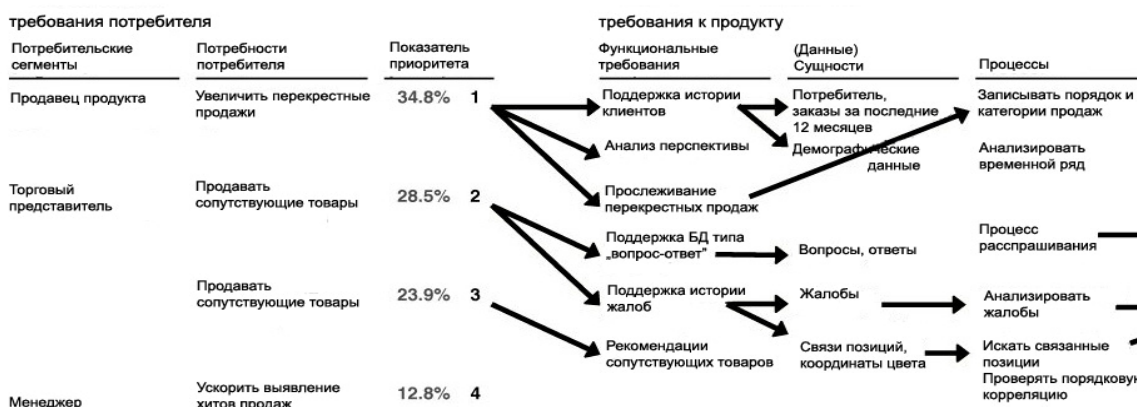 требования потребителя
требования к продукту
Потребительские
сегменты
Потребности
потребителя
Показатель
приоритета
Функциональные
требования
(Данные)
Сущности
Процессы
Продавец продукта
Увеличить перекрестные
продажи
34.8% 1
Поддержка истории
клиентов
Потребитель,
заказы за последние
12 месяцев
Записывать порядок и
категории продаж
Анализ перспективы
Демографические
данные
Анализировать
временной ряд
Торговый
представитель
Продавать
сопутствующие товары
28.5% 2
Прослеживание
перекрестных продаж
Поддержка БД типа
„вопрос-ответ”
Вопросы, ответы
Процесс
расспрашивания
Продавать
сопутствующие товары
23.9% 3
Поддержка истории
жалоб
Жалобы
Анализировать
жалобы
Рекомендации
сопутствующих товаров
Связи позиций,
координаты цвета
Искать связанные
позиции
Проверять порядковую
корреляцию
Менеджер
Ускорить выявление
хитов продаж
12.8% 4